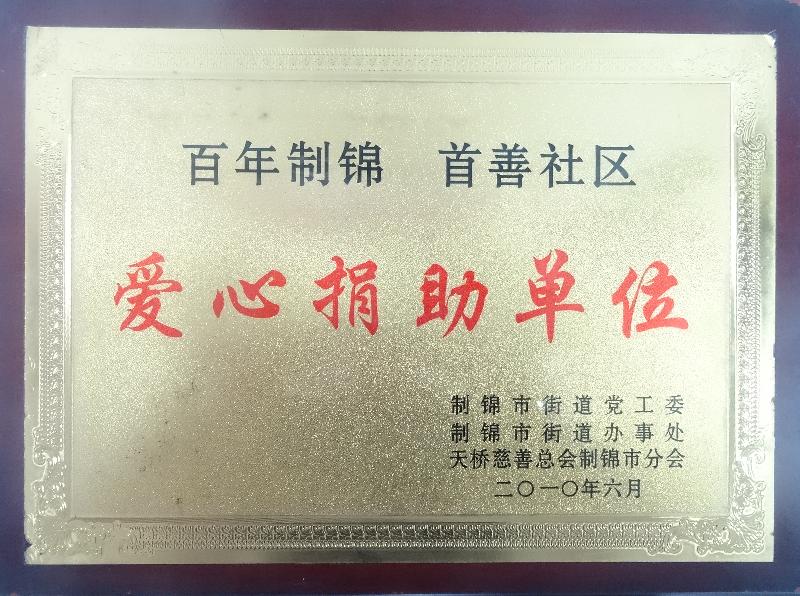 百年制锦 首善社区
爱心捐助单位
制锦市街道党工委
制锦市街道办事处
天桥慈善总会制锦市分会
二〇一〇年六月